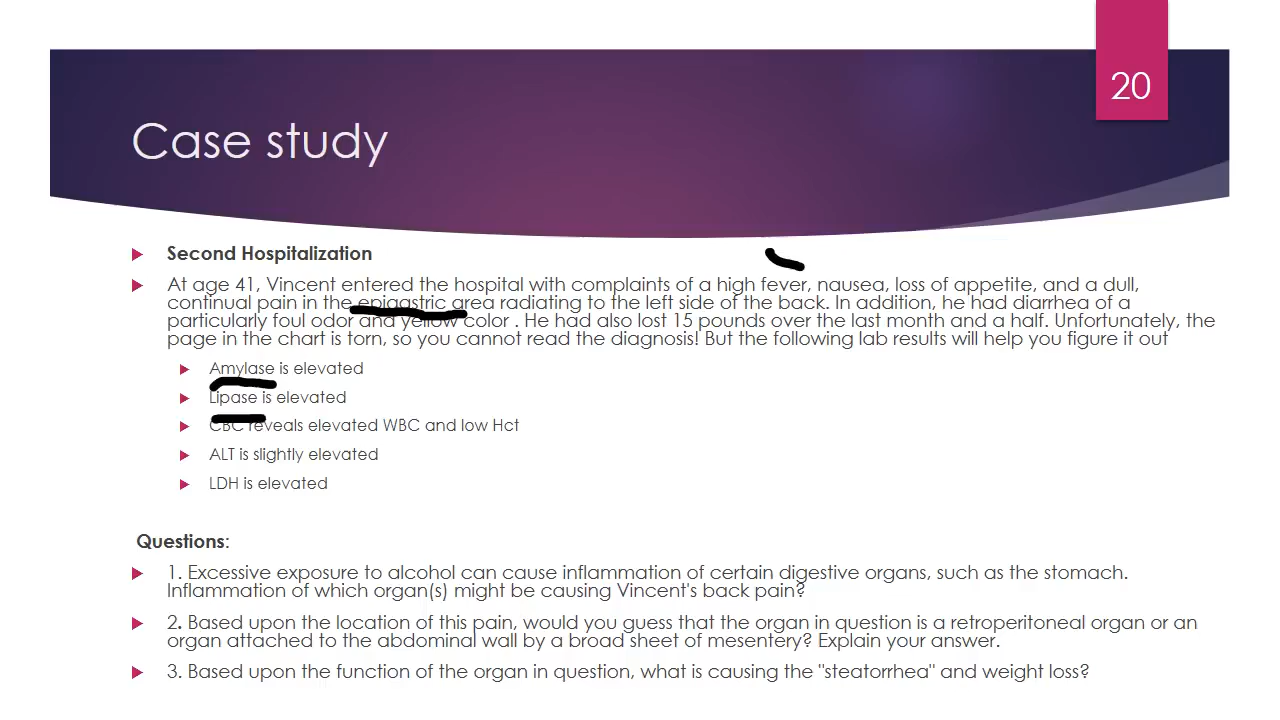 20
Case study
Second Hospitalization
At age 41, Vincent entered the hospital with complaints of a high fever, nausea, loss of appetite, and a dull,
continual pain in the epigastric area radiating to the left side of the back. In addition, he had diarrhea of a
particularly foul odor and yellow color . He had also lost 15 pounds over the last month and a half. Unfortunately, the
page in the chart is torn, so you cannot read the diagnosis! But the following lab results will help you figure it out
Amylase is elevated
Lipase is elevated
CBC reveals elevated WBC and low Hct
ALT is slightly elevated
LDH is elevated
Questions:
1. Excessive exposure to alcohol can cause inflammation of certain digestive organs, such as the stomach.
Inflammation of which organ(s) might be causing Vincent's back pain?
2. Based upon the location of this pain, would you guess that the organ in question is a retroperitoneal organ or an
organ attached to the abdominal wall by a broad sheet of mesentery? Explain your answer.
3. Based upon the function of the organ in question, what is causing the "steatorrhea" and weight loss?